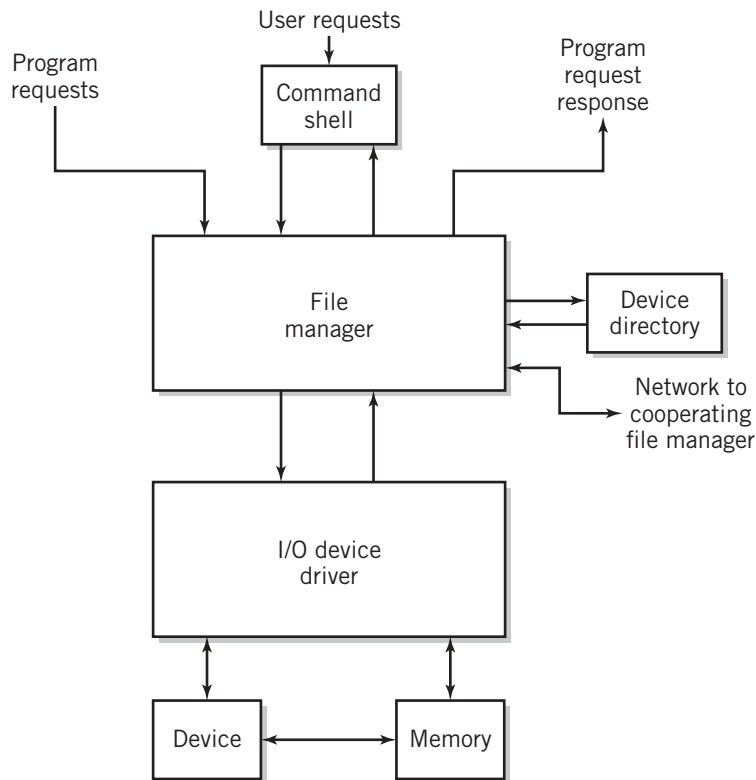 User requests
Program
requests
Command
shell
Program
request
response
File
manager
Device
directory
Network to
cooperating
file manager
I/O device
driver
Device
Memory